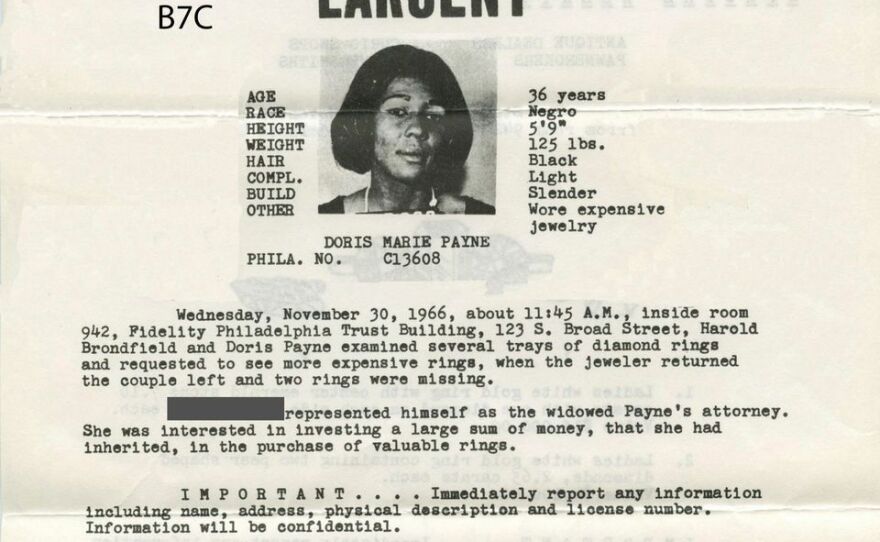 LARCENY
B7C
AGE 36 years
RACE Negro
HEIGHT 5'9"
WEIGHT 125 lbs.
HAIR Black
COMPL. Light
BUILD Slender
OTHER Wore expensive
jewelry
DORIS MARIE PAYNE
PHILA. NO. C13608
Wednesday, November 30, 1966, about 11:45 A.M., inside room
942, Fidelity Philadelphia Trust Building, 123 S. Broad Street, Harold
Brondfield and Doris Payne examined several trays of diamond rings
and requested to see more expensive rings, when the jeweler returned
the couple left and two rings were missing.
represented himself as the widowed Payne's attorney.
She was interested in investing a large sum of money, that she had
inherited, in the purchase of valuable rings.
I M P O R T A N T . . . . Immediately report any information
including name, address, physical description and license number.
Information will be confidential.